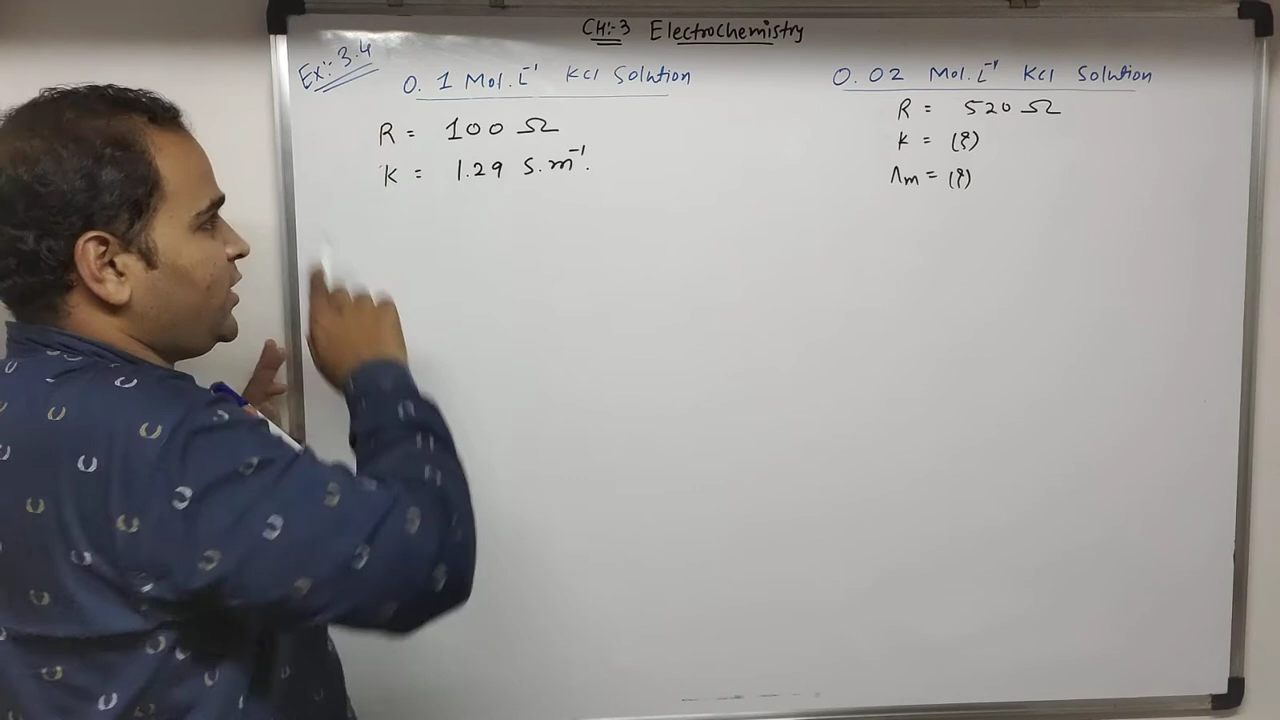 CH:-3 Electrochemistry
Ex:- 3.4
0.1 Mol.L⁻¹ KCl Solution
R = 100 Ω
K = 1.29 S.m⁻¹.
0.02 Mol.L⁻¹ KCl Solution
R = 520 Ω
K = (?)
Λm = (?)